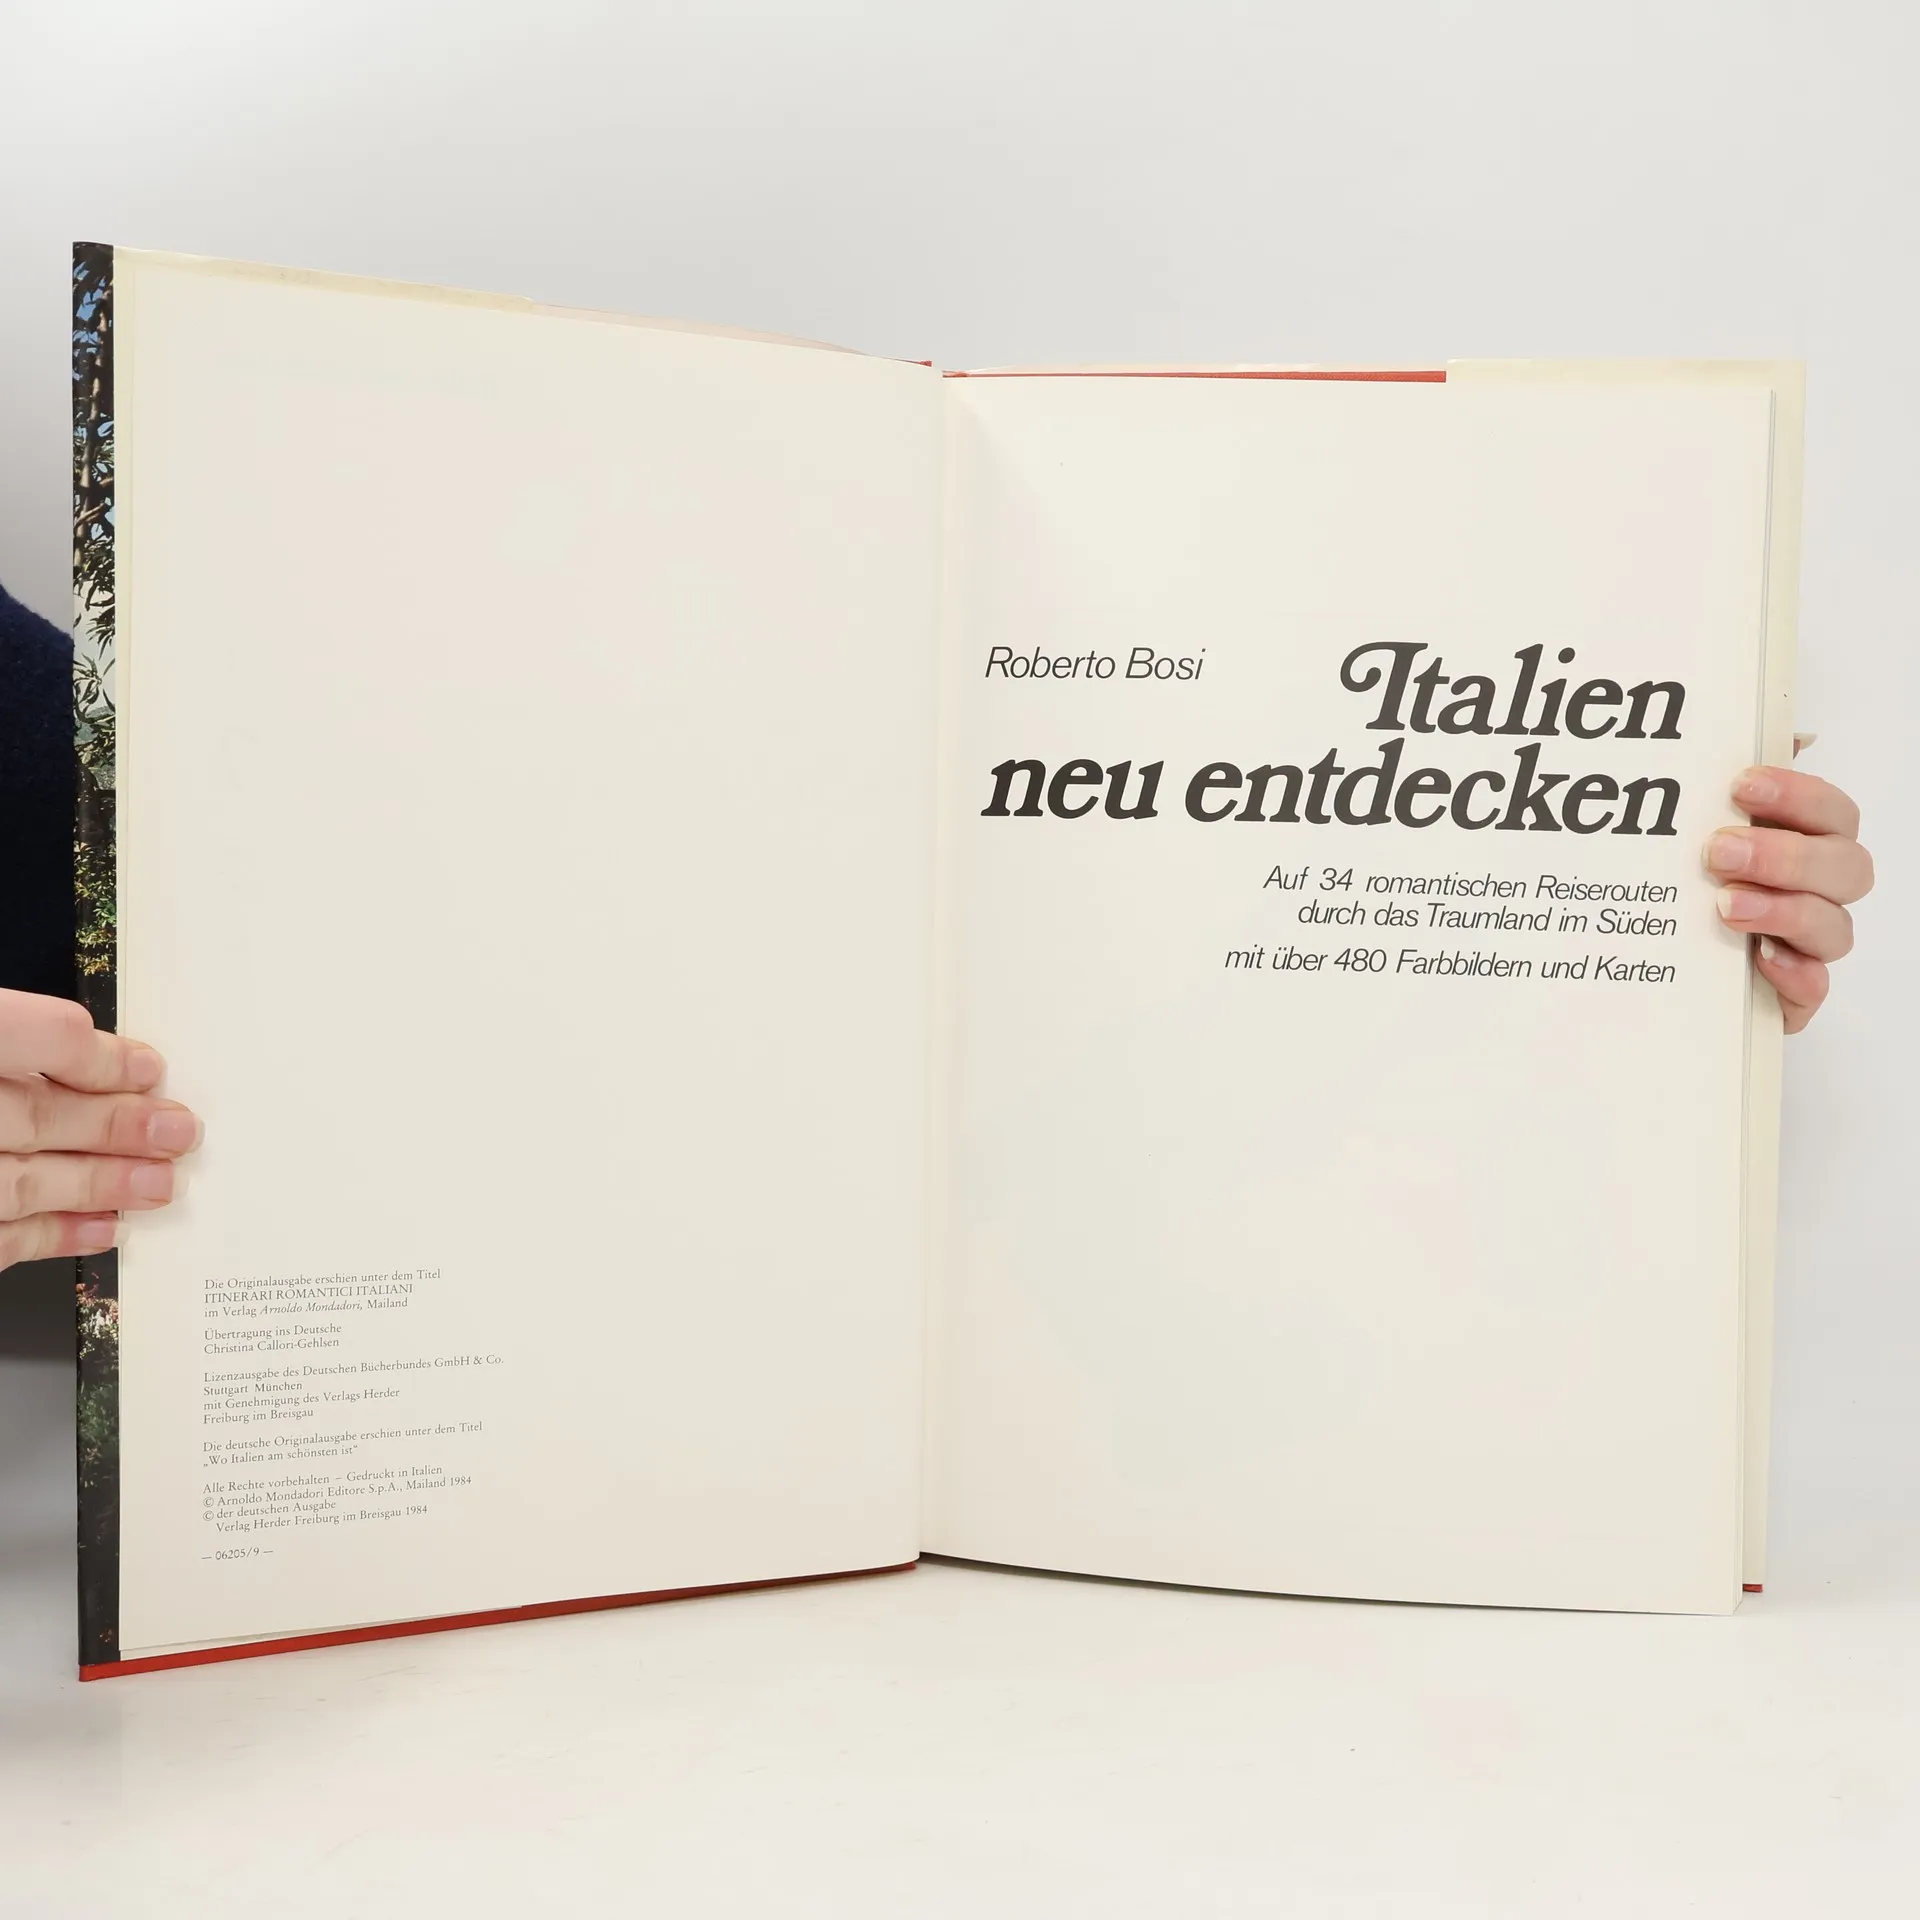 Die Originalausgabe erschien unter dem Titel
ITINERARI ROMANTICI ITALIANI
im Verlag Arnoldo Mondadori, Mailand
Übertragung ins Deutsche
Christina Callori-Gehlsen
Lizenzausgabe des Deutschen Bücherbundes GmbH & Co.
Stuttgart München
mit Genehmigung des Verlags Herder
Freiburg im Breisgau
Die deutsche Originalausgabe erschien unter dem Titel
„Wo Italien am schönsten ist“
Alle Rechte vorbehalten – Gedruckt in Italien
© Arnoldo Mondadori Editore S.p.A., Mailand 1984
© der deutschen Ausgabe
Verlag Herder Freiburg im Breisgau 1984
— 06205/9 —
Roberto Bosi
Italien
neu entdecken
Auf 34 romantischen Reiserouten
durch das Traumland im Süden
mit über 480 Farbbildern und Karten